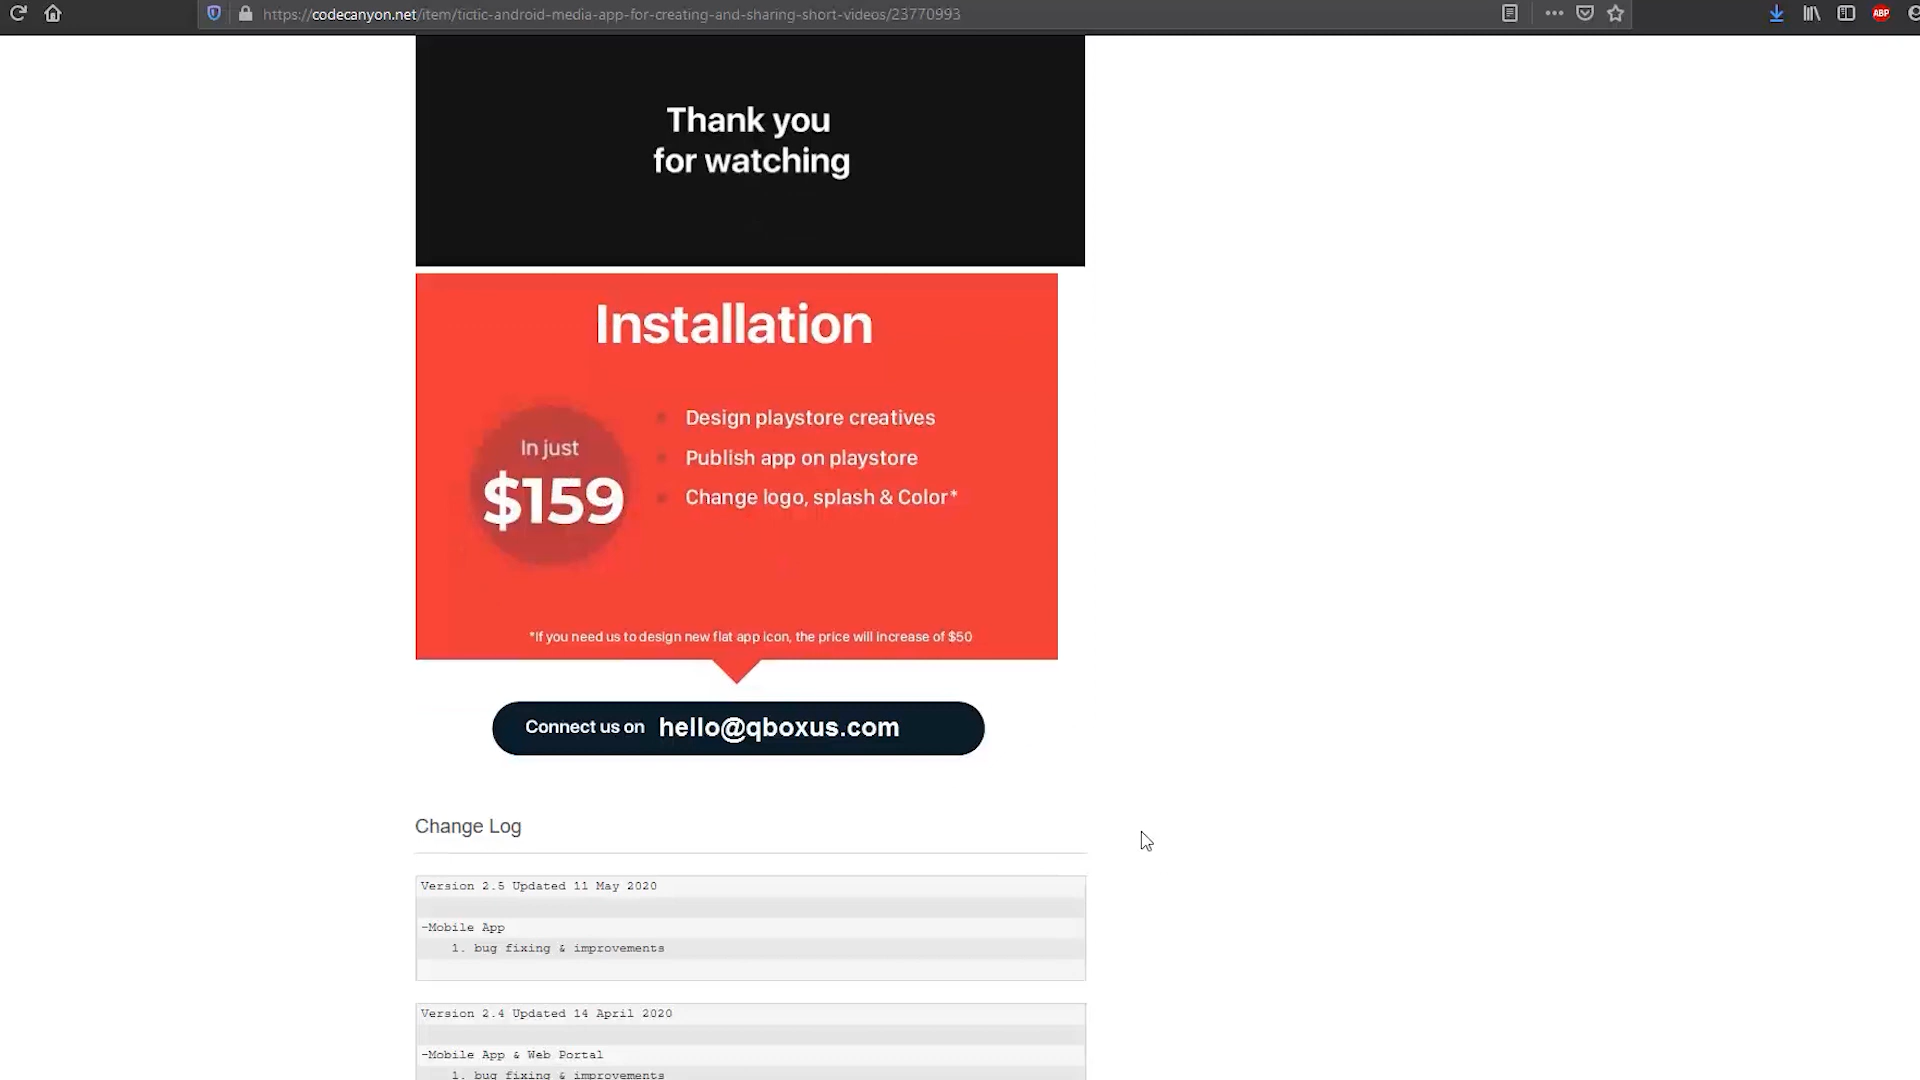 https://codecanyon.net/item/tictic-android-media-app-for-creating-and-sharing-short-videos/23770993
ABP
Thank you
for watching
Installation
In just
$159
Design playstore creatives
Publish app on playstore
Change logo, splash & Color*
*If you need us to design new flat app icon, the price will increase of $50
Connect us on hello@qboxus.com
Change Log
Version 2.5 Updated 11 May 2020
-Mobile App
1. bug fixing & improvements
Version 2.4 Updated 14 April 2020
-Mobile App & Web Portal
1. bug fixing & improvements